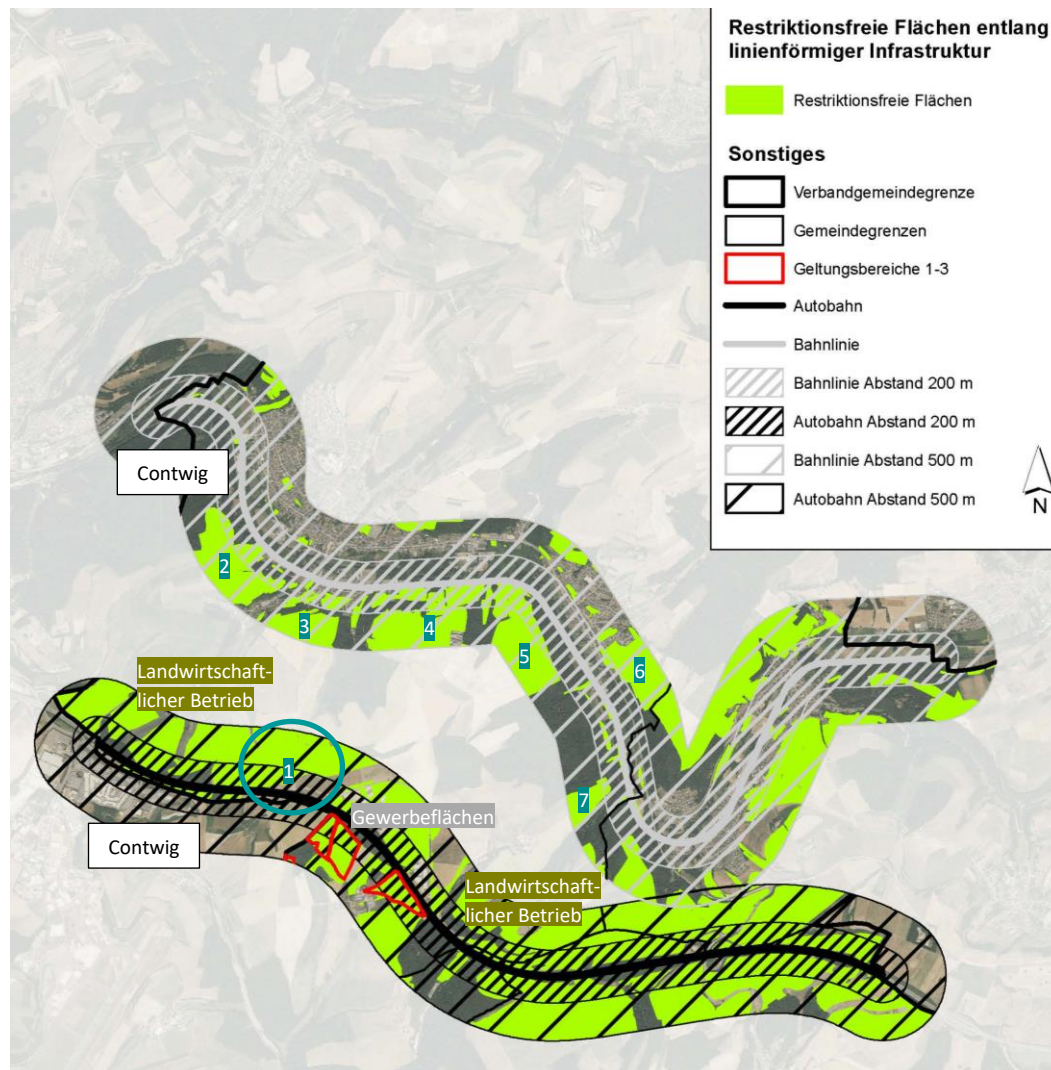 Restriktionsfreie Flächen entlang
linienförmiger Infrastruktur
Restriktionsfreie Flächen
Sonstiges
Verbandgemeindegrenze
Gemeindegrenzen
Geltungsbereiche 1-3
Autobahn
Bahnlinie
Bahnlinie Abstand 200 m
Autobahn Abstand 200 m
Bahnlinie Abstand 500 m
Autobahn Abstand 500 m
N
Contwig
2
3
4
5
6
Landwirtschaft-
licher Betrieb
1
7
Gewerbeflächen
Contwig
Landwirtschaft-
licher Betrieb